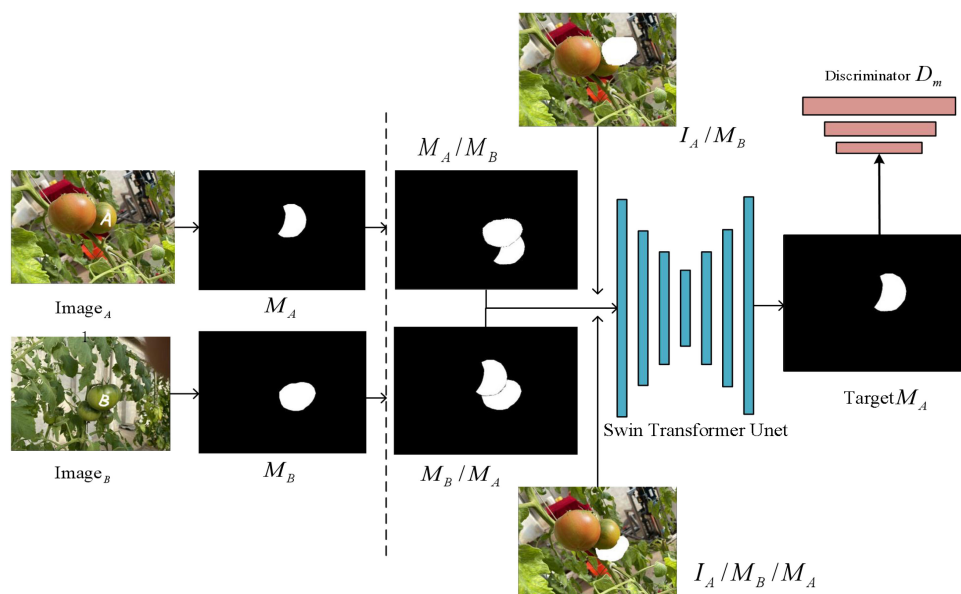 Discriminator D_m
I_A / M_B
M_A / M_B
A
Image_A
M_A
1
B
Image_B
M_B
M_B / M_A
Swin Transformer Unet
Target M_A
I_A / M_B / M_A